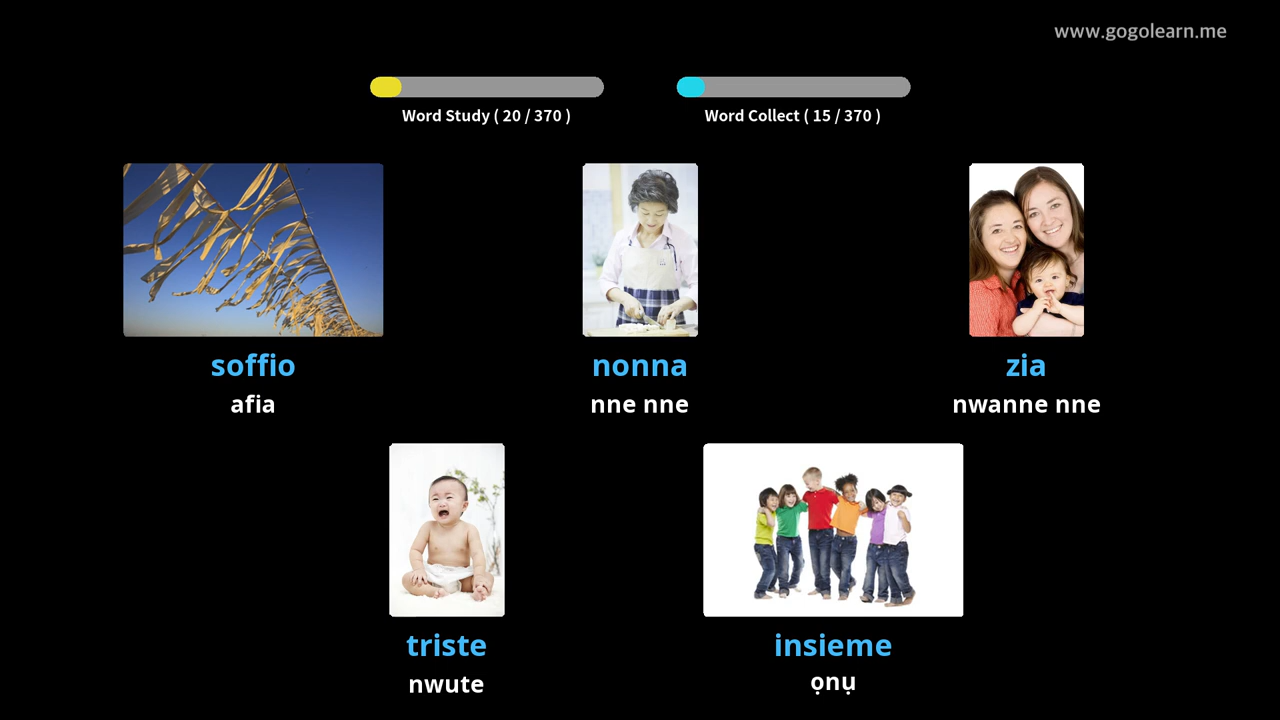 www.gogolearn.me
Word Study ( 20 / 370 )
Word Collect ( 15 / 370 )
soffio
afia
nonna
nne nne
zia
nwanne nne
triste
nwute
insieme
ọnụ